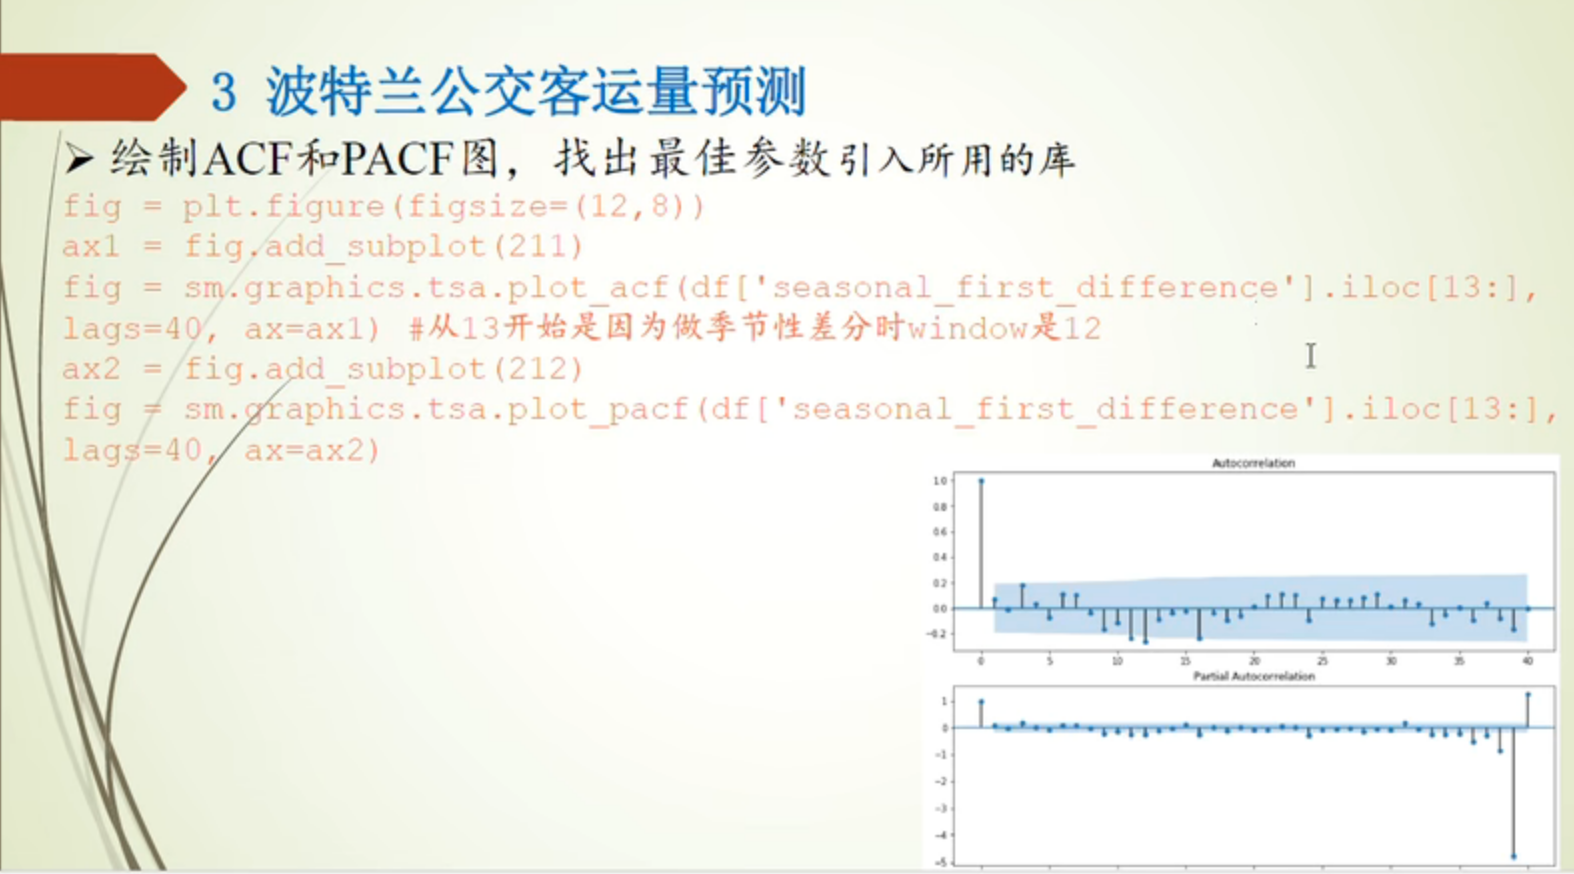 3 波特兰公交客运量预测
➤ 绘制ACF和PACF图，找出最佳参数引入所用的库
fig = plt.figure(figsize=(12,8))
ax1 = fig.add_subplot(211)
fig = sm.graphics.tsa.plot_acf(df['seasonal_first_difference'].iloc[13:],
lags=40, ax=ax1) #从13开始是因为做季节性差分时window是12
ax2 = fig.add_subplot(212)
fig = sm.graphics.tsa.plot_pacf(df['seasonal_first_difference'].iloc[13:],
lags=40, ax=ax2)
Autocorrelation
1.0
0.8
0.6
0.4
0.2
0.0
-0.2
0 5 10 15 20 25 30 35 40
Partial Autocorrelation
1
0
-1
-2
-3
-4
-5